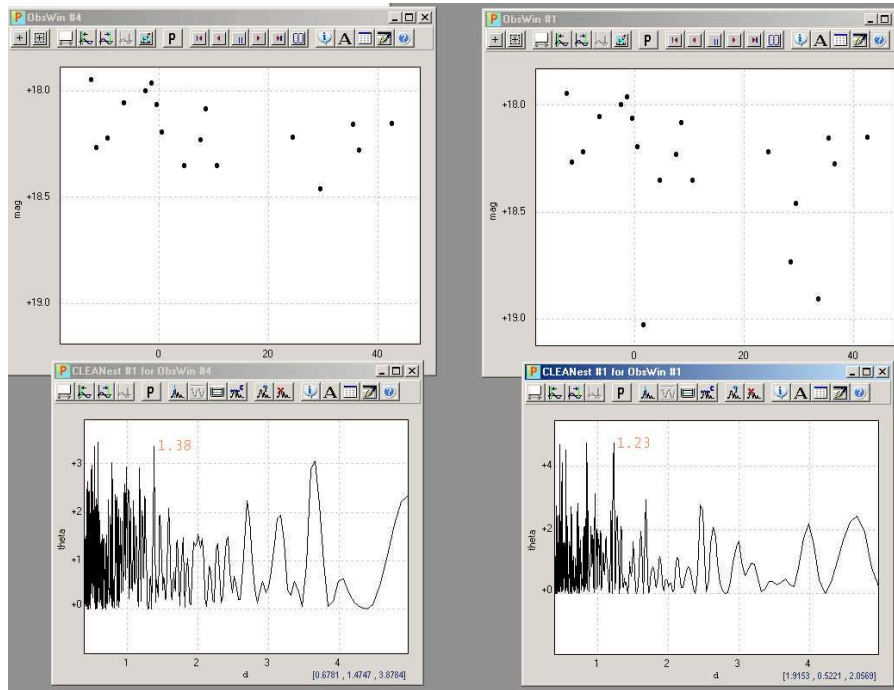 ObsWin #4
P
A
+18.0
+18.5
+19.0
mag
0
20
40
ObsWin #1
P
A
+18.0
+18.5
+19.0
mag
0
20
40
CLEANest #1 for ObsWin #4
P
A
1.38
+3
+2
+1
+0
theta
1
2
3
4
d
[0.6781 , 1.4747 , 3.8784]
CLEANest #1 for ObsWin #1
P
A
1.23
+4
+2
+0
theta
1
2
3
4
d
[1.9153 , 0.5221 , 2.0569]